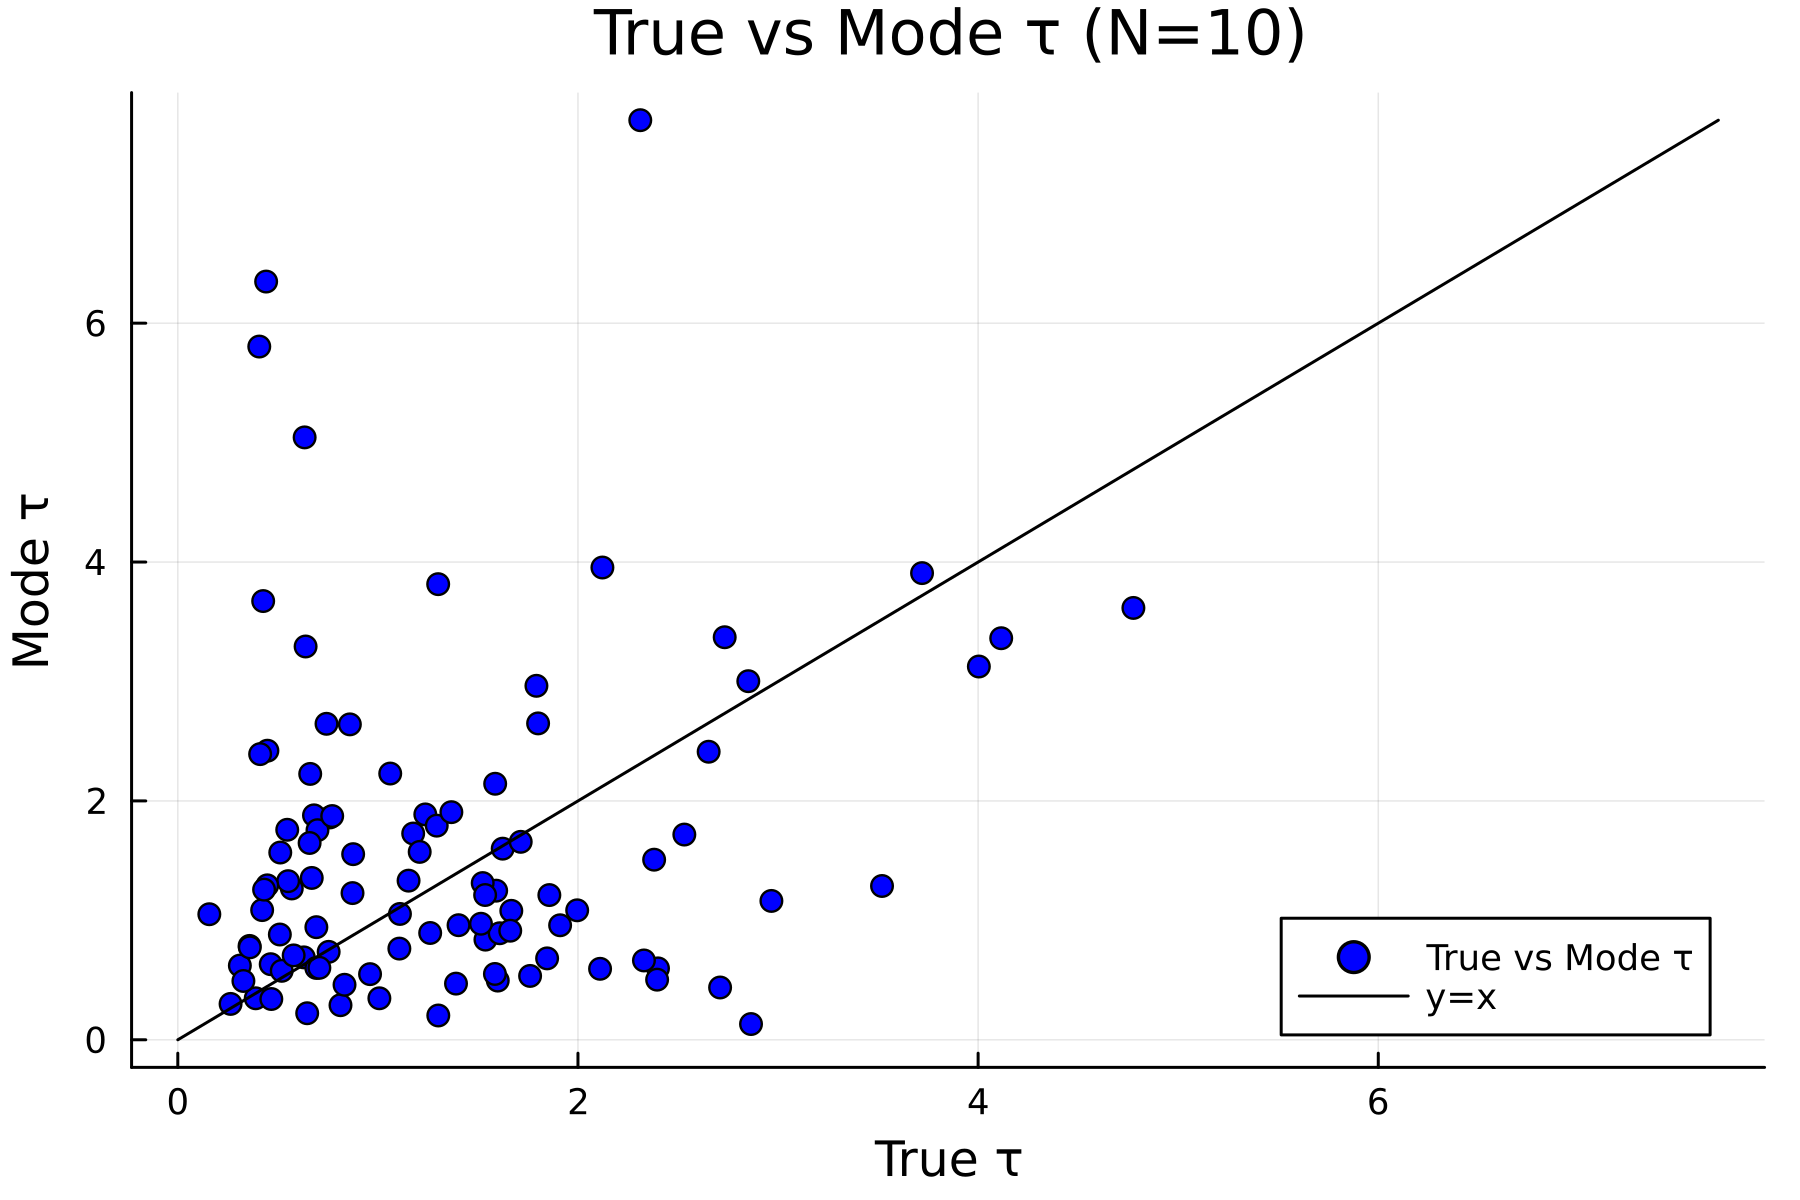 True vs Mode τ (N=10)
Mode τ
6
4
2
0
0 2 4 6
True τ
True vs Mode τ
y=x